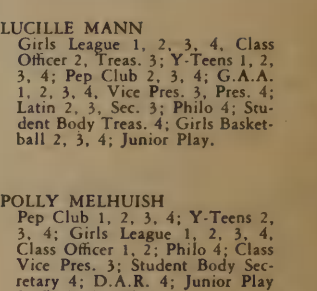 LUCILLE MANN
Girls League 1, 2, 3, 4, Class
Officer 2, Treas. 3; Y-Teens 1, 2,
3, 4; Pep Club 2, 3, 4; G.A.A.
1, 2, 3, 4, Vice Pres. 3, Pres. 4;
Latin 2, 3, Sec. 3; Philo 4; Stu-
dent Body Treas. 4; Girls Basket-
ball 2, 3, 4; Junior Play.
POLLY MELHUISH
Pep Club 1, 2, 3, 4; Y-Teens 2,
3, 4; Girls League 1, 2, 3, 4,
Class Officer 1, 2; Philo 4; Class
Vice Pres. 3; Student Body Sec-
retary 4; D.A.R. 4; Junior Play